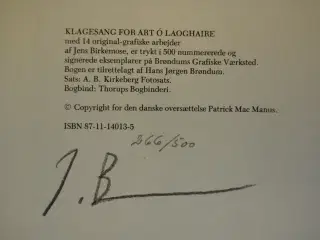 KLAGESANG FOR ART Ó LAOGHAIRE
med 14 original-grafiske arbejder
af Jens Birkemose, er trykt i 500 nummererede og
signerede eksemplarer på Brøndums Grafiske Værksted.
Bogen er tilrettelagt af Hans Jørgen Brøndum.
Sats: A. B. Kirkeberg Fotosats.
Bogbind: Thorups Bogbinderi.
© Copyright for den danske oversættelse Patrick Mac Manus.
ISBN 87-11-14013-5
266/500
J. B